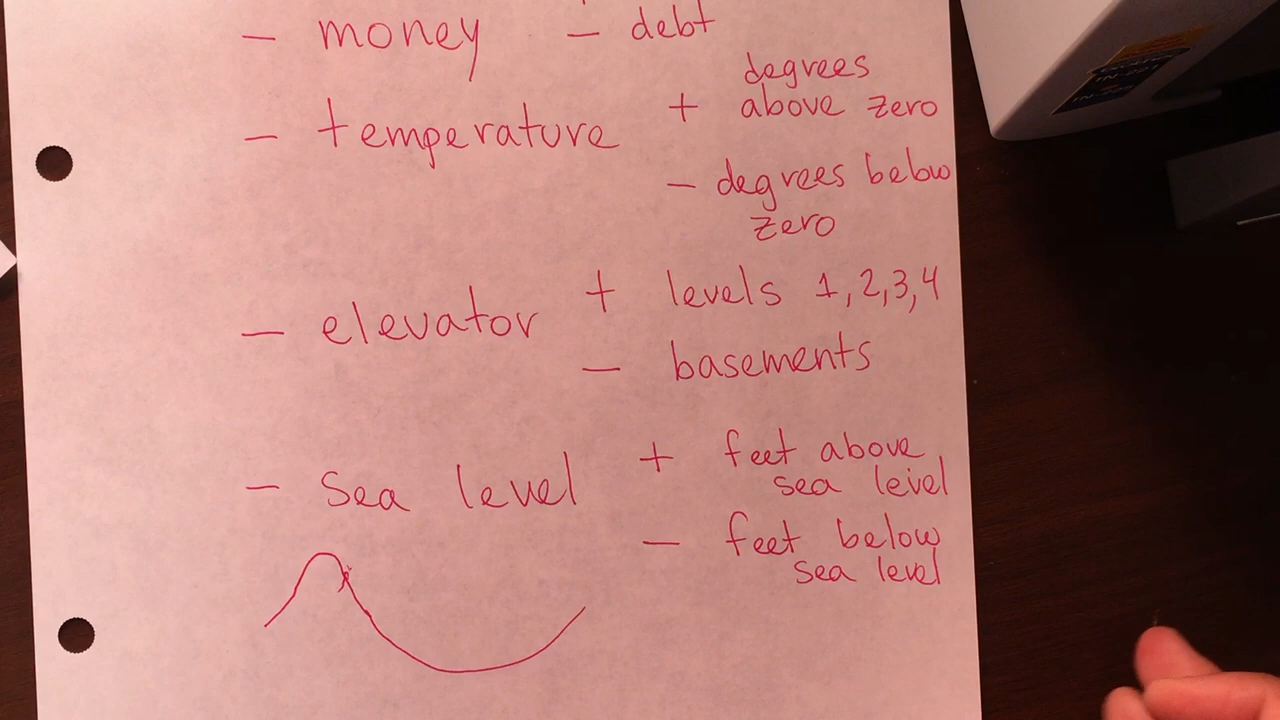 - money - debt
degrees
- temperature + above zero
- degrees below
zero
- elevator + levels 1,2,3,4
- basements
- sea level + feet above
sea level
- feet below
sea level